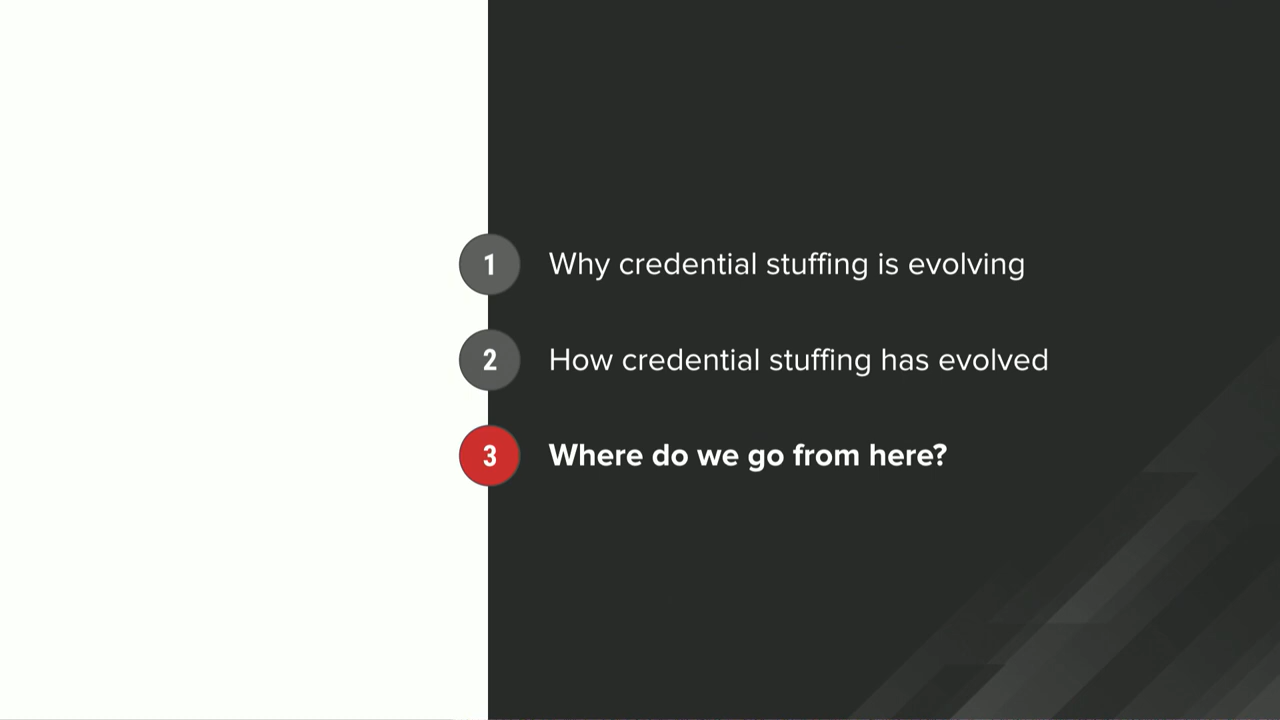 1 Why credential stuffing is evolving
2 How credential stuffing has evolved
3 Where do we go from here?